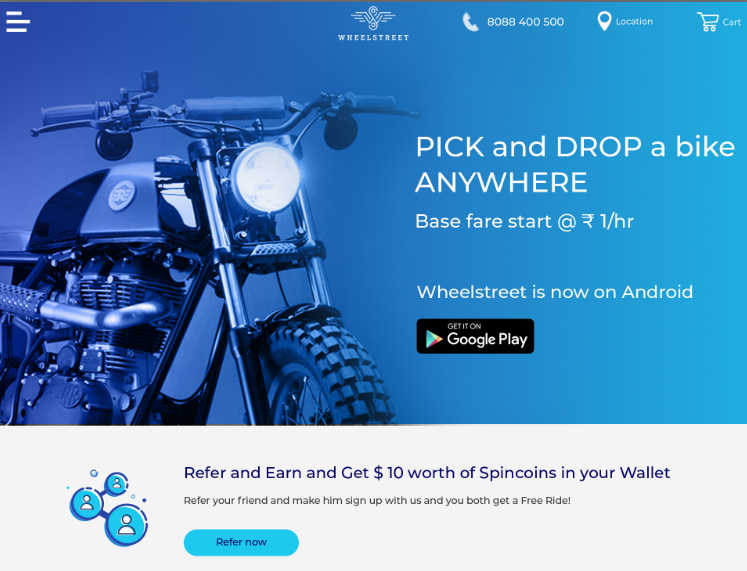 WHEELSTREET
8088 400 500
Location
Cart
PICK and DROP a bike
ANYWHERE
Base fare start @ ₹ 1/hr
Wheelstreet is now on Android
GET IT ON
Google Play
Refer and Earn and Get $ 10 worth of Spincoins in your Wallet
Refer your friend and make him sign up with us and you both get a Free Ride!
Refer now